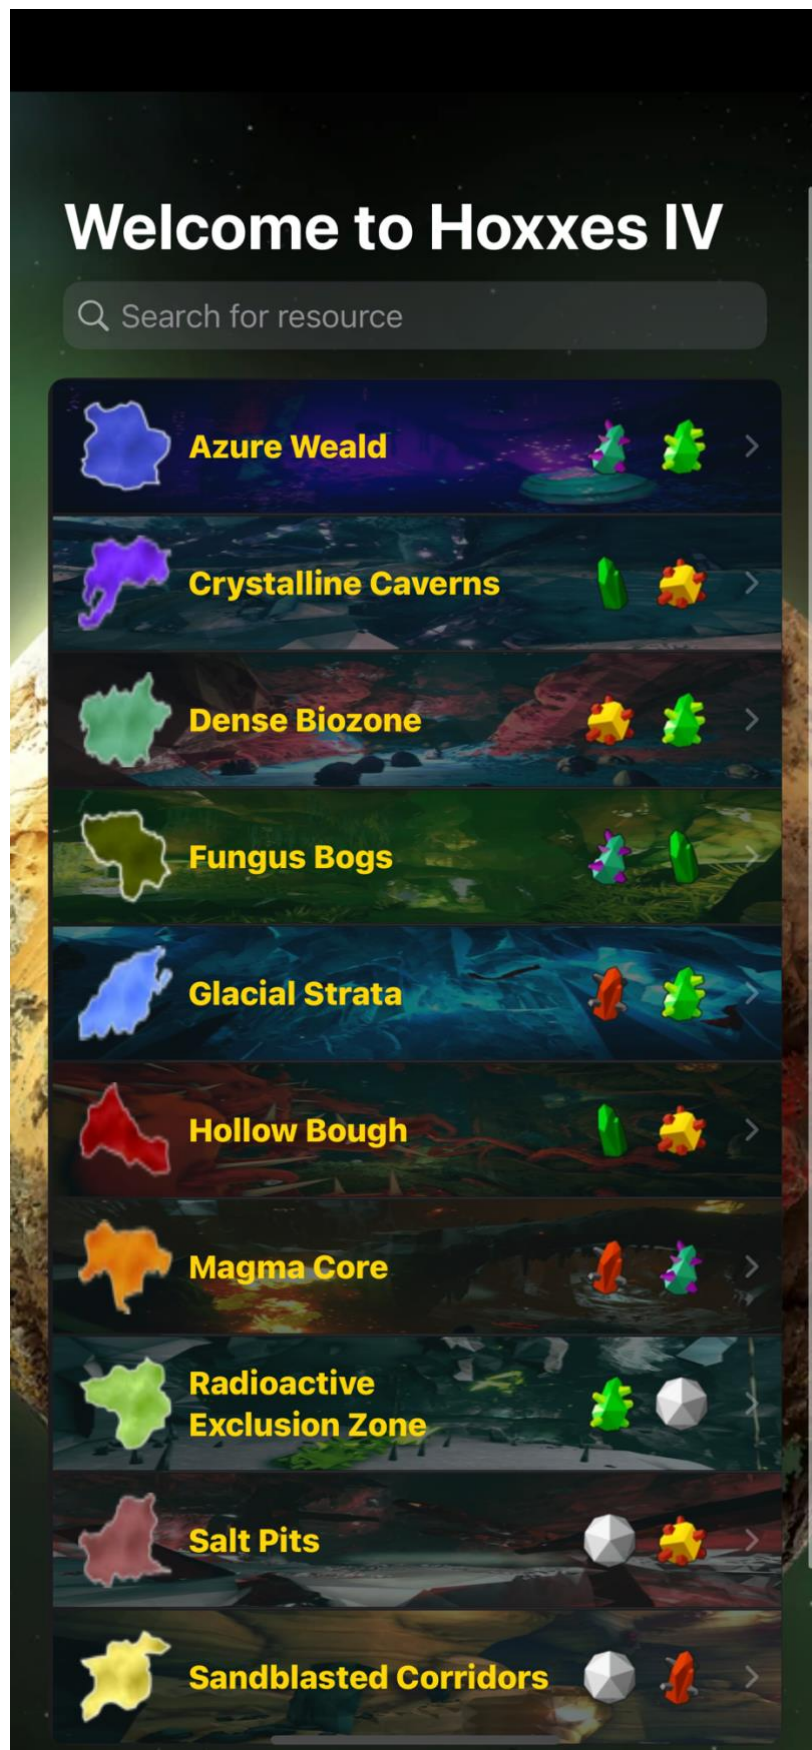 Welcome to Hoxxes IV
Search for resource
Azure Weald
Crystalline Caverns
Dense Biozone
Fungus Bogs
Glacial Strata
Hollow Bough
Magma Core
Radioactive
Exclusion Zone
Salt Pits
Sandblasted Corridors